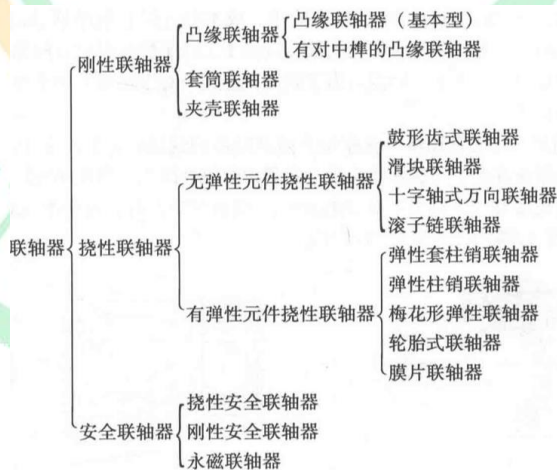 凸缘联轴器（基本型）
凸缘联轴器
有对中榫的凸缘联轴器
刚性联轴器
套筒联轴器
夹壳联轴器
鼓形齿式联轴器
滑块联轴器
无弹性元件挠性联轴器
十字轴式万向联轴器
滚子链联轴器
联轴器
挠性联轴器
弹性套柱销联轴器
弹性柱销联轴器
有弹性元件挠性联轴器
梅花形弹性联轴器
轮胎式联轴器
膜片联轴器
挠性安全联轴器
安全联轴器
刚性安全联轴器
永磁联轴器